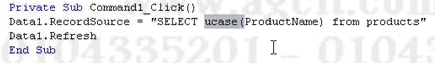 Private Sub Command1_Click()
Data1.RecordSource = "SELECT ucase(ProductName) from products"
Data1.Refresh
End Sub